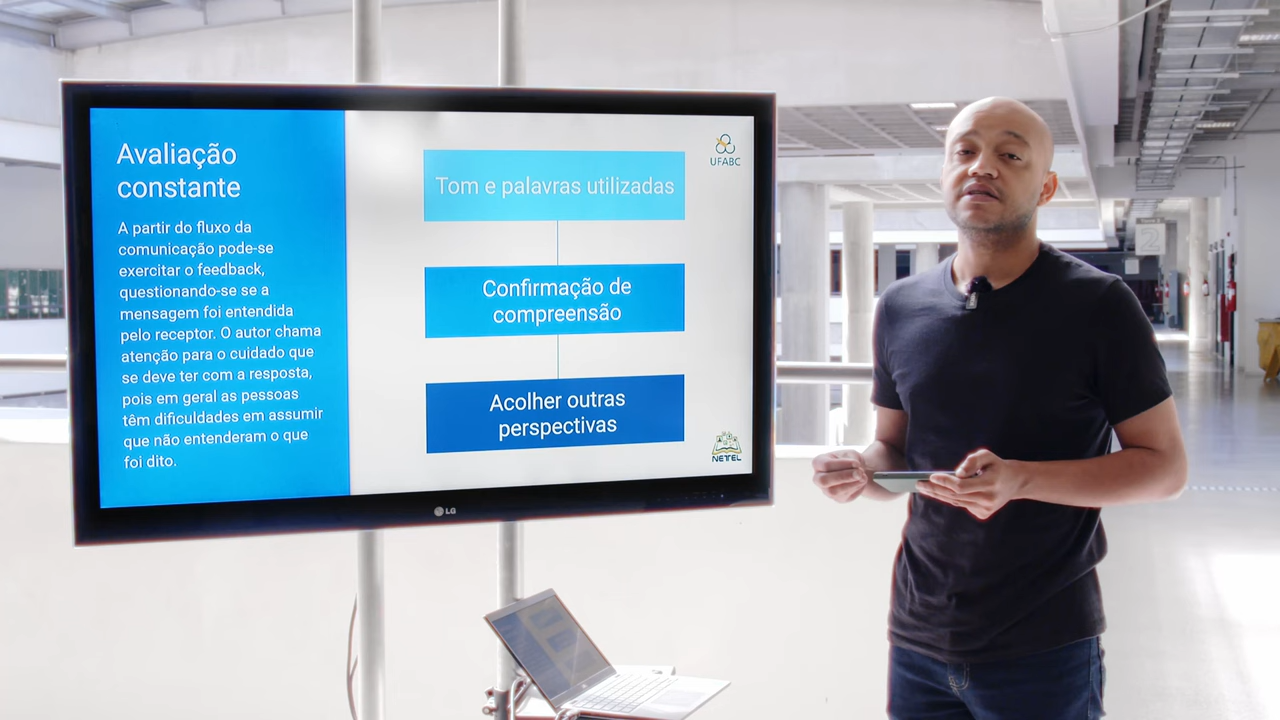 Avaliação
constante
A partir do fluxo da
comunicação pode-se
exercitar o feedback,
questionando-se se a
mensagem foi entendida
pelo receptor. O autor chama
atenção para o cuidado que
se deve ter com a resposta,
pois em geral as pessoas
têm dificuldades em assumir
que não entenderam o que
foi dito.
Tom e palavras utilizadas
Confirmação de
compreensão
Acolher outras
perspectivas
UFABC
NETEL
LG
2